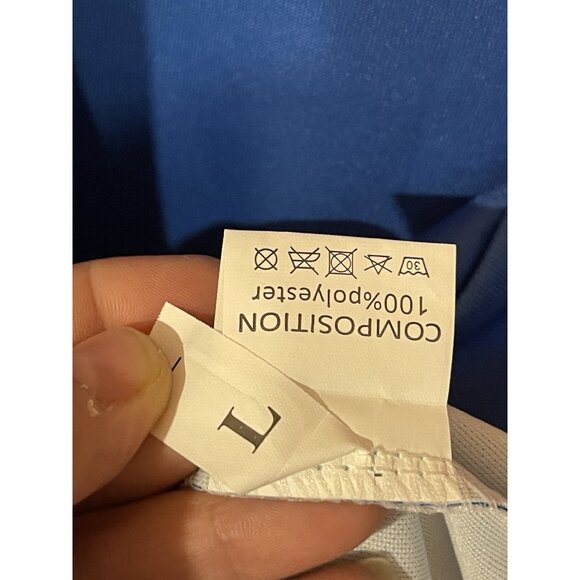 COMPOSITION
100%polyester
30
L